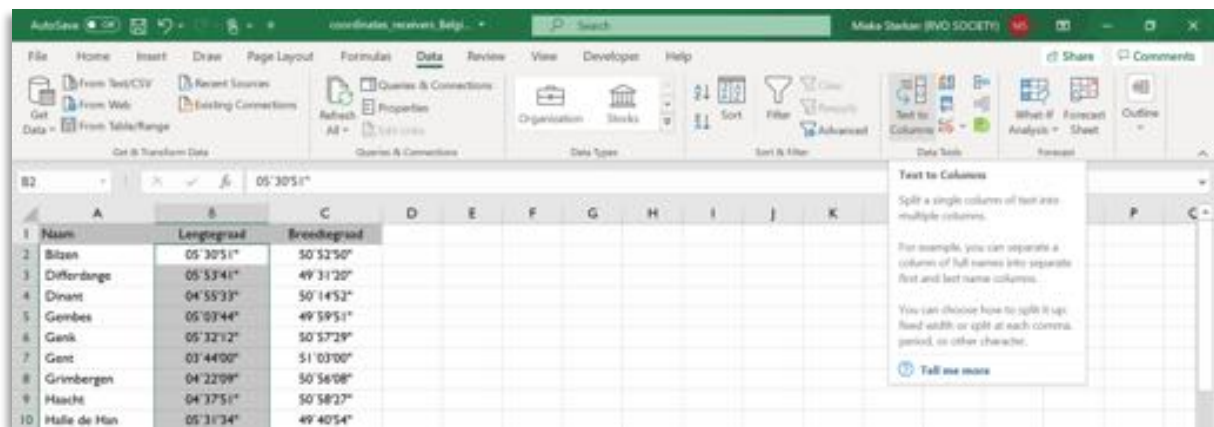 AutoSave Off coordinates_receivers_Belgi... Search Mieke Sterken (RVO SOCIETY) MS
File Home Insert Draw Page Layout Formulas Data Review View Developer Help Share Comments
Get Data
From Text/CSV
From Web
From Table/Range
Recent Sources
Existing Connections
Get & Transform Data
Refresh All
Queries & Connections
Properties
Edit Links
Queries & Connections
Organisation Stocks
Data Types
Sort
Filter
Clear
Reapply
Advanced
Sort & Filter
Text to Columns
Data Tools
What-If Analysis
Forecast Sheet
Forecast
Outline
B2 fx 05°30'51"
A B C D E F G H I J K P
1 Naam Lengtegraad Breedtegraad
2 Bilzen 05°30'51" 50°52'50"
3 Differdange 05°53'41" 49°31'20"
4 Dinant 04°55'33" 50°14'52"
5 Gembes 05°03'44" 49°59'51"
6 Genk 05°32'12" 50°57'29"
7 Gent 03°44'00" 51°03'00"
8 Grimbergen 04°22'09" 50°56'08"
9 Haacht 04°37'51" 50°58'27"
10 Halle de Han 05°31'34" 49°40'54"
Text to Columns
Split a single column of text into
multiple columns.
For example, you can separate a
column of full names into separate
first and last name columns.
You can choose how to split it up:
fixed width or split at each comma,
period, or other character.
Tell me more